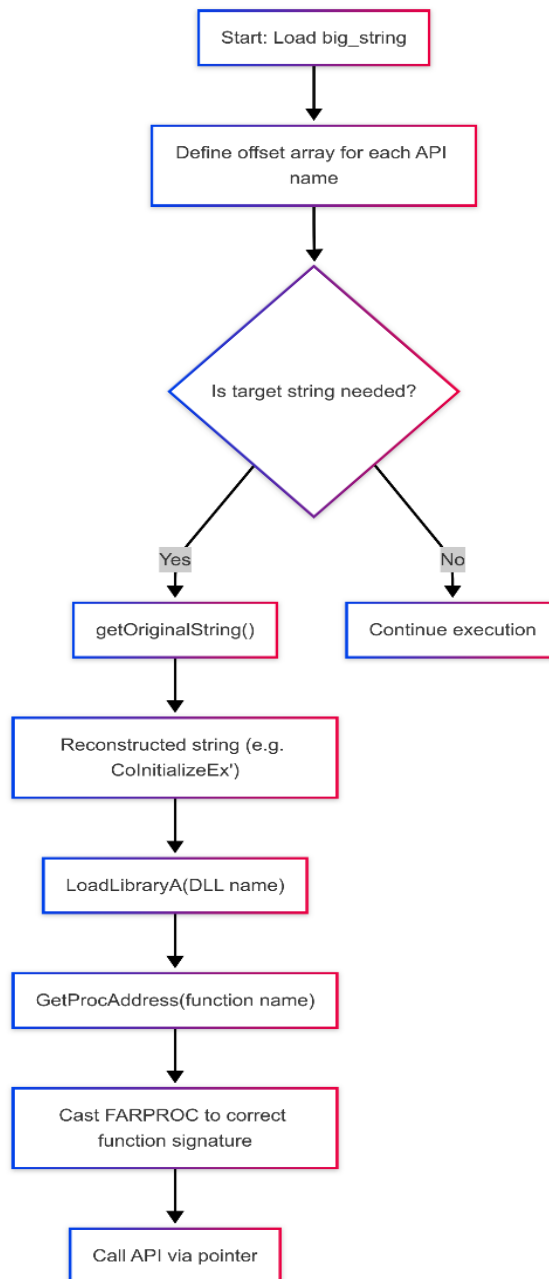 Start: Load big_string
Define offset array for each API
name
Is target string needed?
Yes
No
getOriginalString()
Continue execution
Reconstructed string (e.g.
CoInitializeEx')
LoadLibraryA(DLL name)
GetProcAddress(function name)
Cast FARPROC to correct
function signature
Call API via pointer